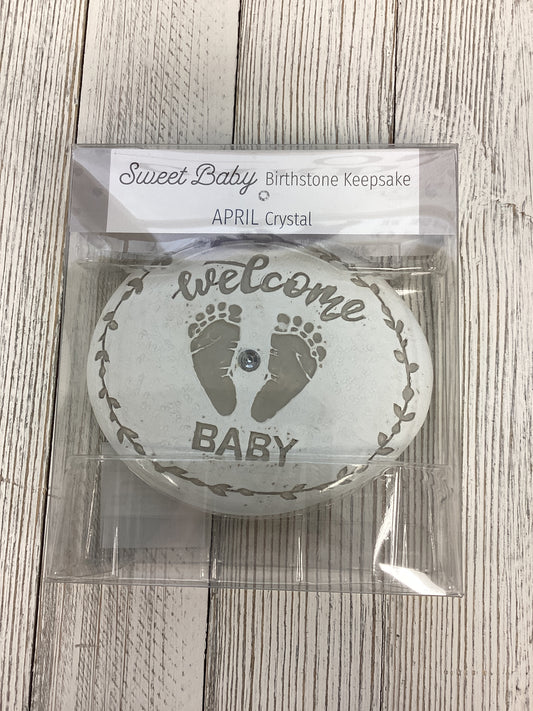 Sweet Baby Birthstone Keepsake
APRIL Crystal
welcome
BABY